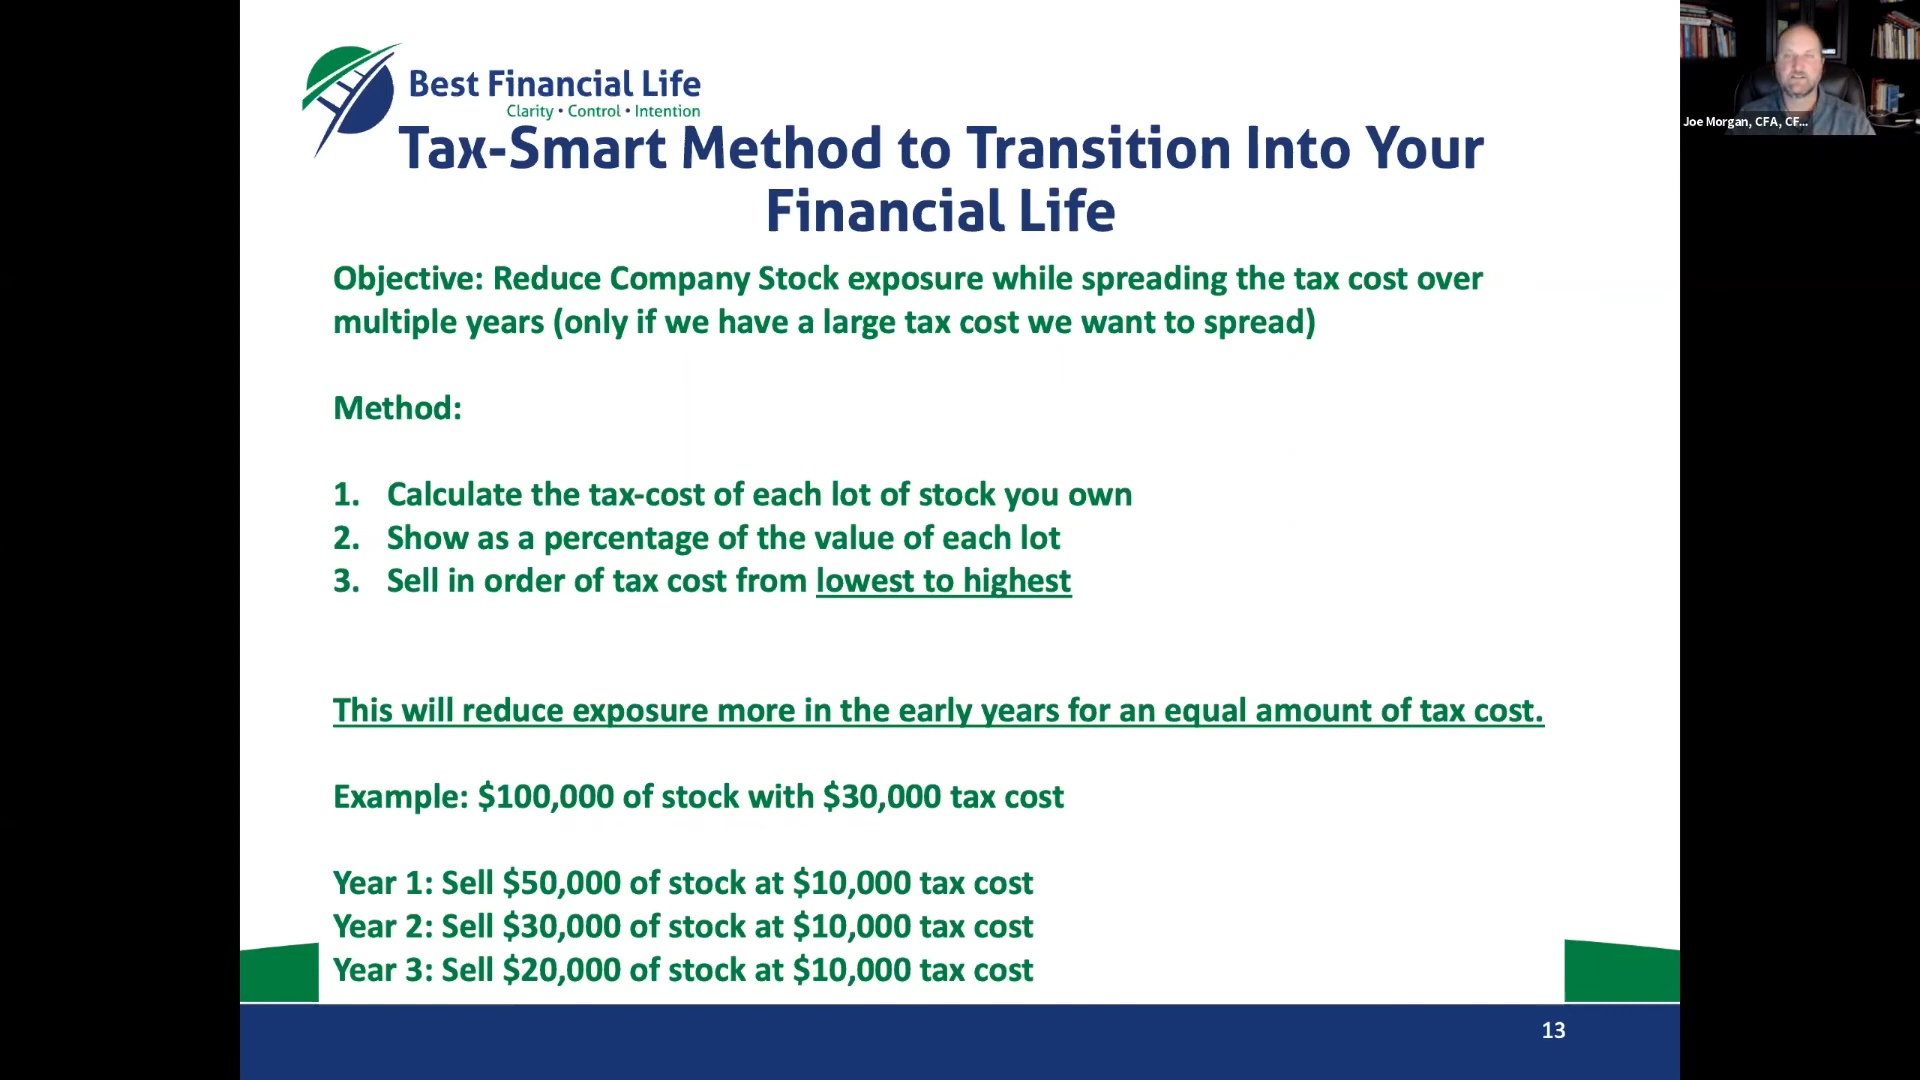 Best Financial Life
Clarity • Control • Intention
Tax-Smart Method to Transition Into Your
Financial Life
Joe Morgan, CFA, CF...
Objective: Reduce Company Stock exposure while spreading the tax cost over
multiple years (only if we have a large tax cost we want to spread)
Method:
1. Calculate the tax-cost of each lot of stock you own
2. Show as a percentage of the value of each lot
3. Sell in order of tax cost from lowest to highest
This will reduce exposure more in the early years for an equal amount of tax cost.
Example: $100,000 of stock with $30,000 tax cost
Year 1: Sell $50,000 of stock at $10,000 tax cost
Year 2: Sell $30,000 of stock at $10,000 tax cost
Year 3: Sell $20,000 of stock at $10,000 tax cost
13